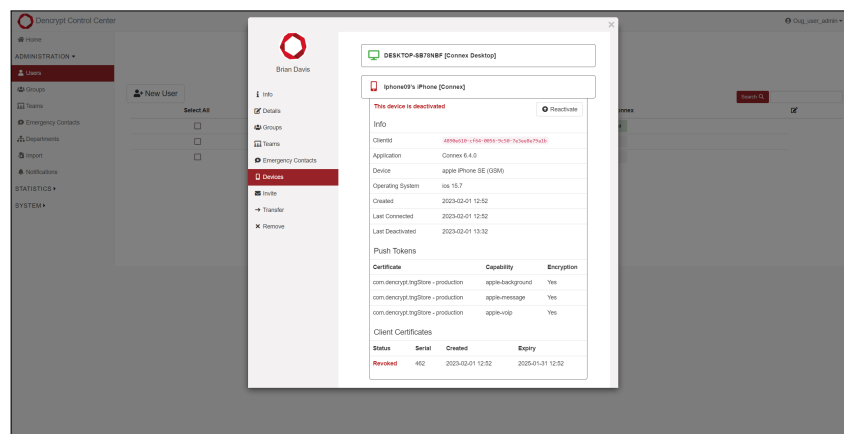 Dencrypt Control Center
Oug_user_admin
Home
ADMINISTRATION
Users
Groups
Teams
Emergency Contacts
Departments
Import
Notifications
STATISTICS
SYSTEM
New User
Select All
Search
Brian Davis
Info
Details
Groups
Teams
Emergency Contacts
Devices
Invite
Transfer
Remove
DESKTOP-SB78NBF [Connex Desktop]
Iphone09's iPhone [Connex]
This device is deactivated
Reactivate
Info
ClientId
Application Connex 6.4.0
Device apple iPhone SE (GSM)
Operating System ios 15.7
Created 2023-02-01 12:52
Last Connected 2023-02-01 12:52
Last Deactivated 2023-02-01 13:32
Push Tokens
Certificate Capability Encryption
com.dencrypt.tngStore - production apple-background Yes
com.dencrypt.tngStore - production apple-message Yes
com.dencrypt.tngStore - production apple-voip Yes
Client Certificates
Status Serial Created Expiry
Revoked 462 2023-02-01 12:52 2025-01-31 12:52